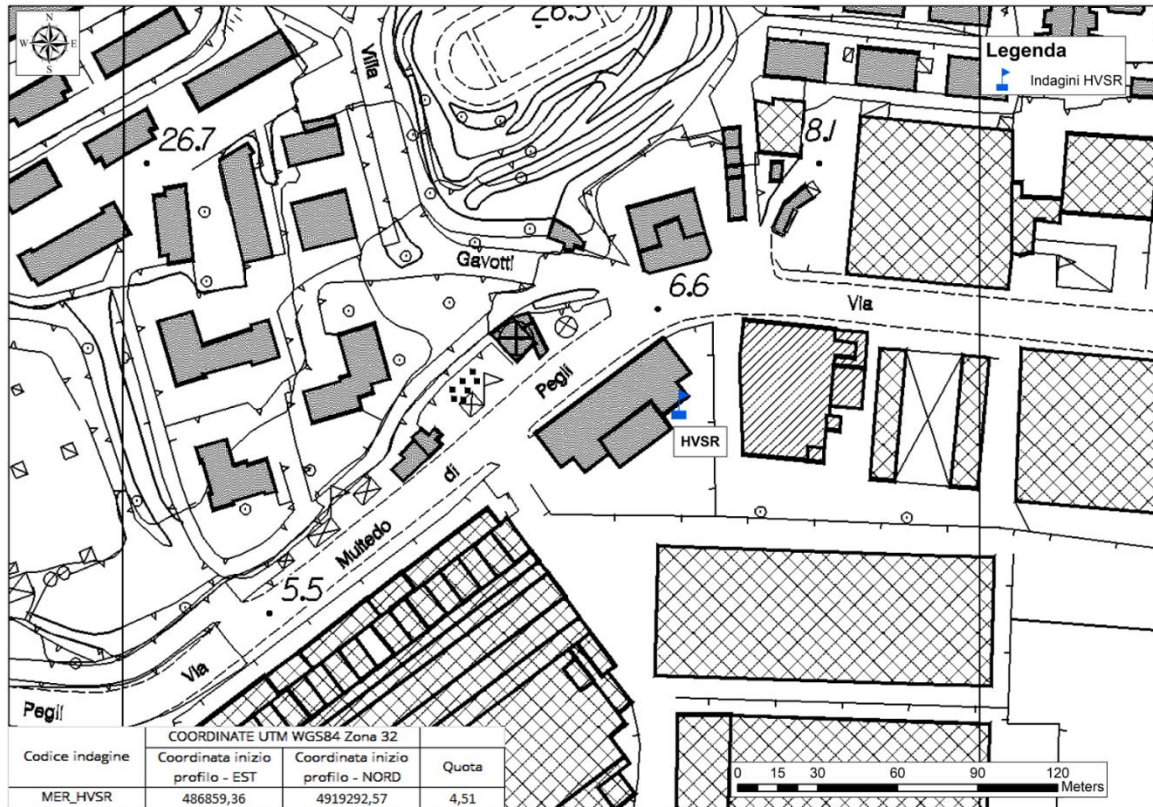 N
W E
S
26.5
Legenda
Indagini HVSR
Villa
26.7
8.1
Gavotti
6.6
Via
Pegli
HVSR
di
Multedo
5.5
Via
Pegli
COORDINATE UTM WGS84 Zona 32
Codice indagine
Coordinata inizio profilo - EST
Coordinata inizio profilo - NORD
Quota
MER_HVSR 486859,36 4919292,57 4,51
0 15 30 60 90 120
Meters